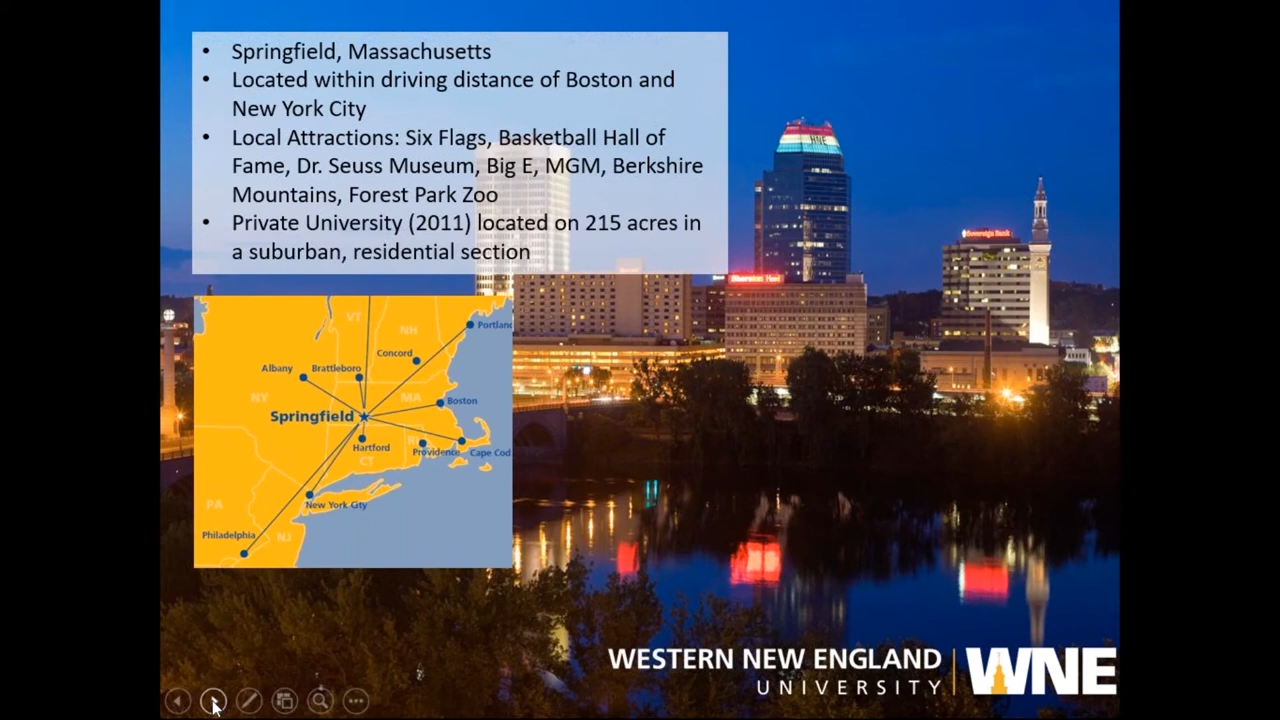 • Springfield, Massachusetts
• Located within driving distance of Boston and
New York City
• Local Attractions: Six Flags, Basketball Hall of
Fame, Dr. Seuss Museum, Big E, MGM, Berkshire
Mountains, Forest Park Zoo
• Private University (2011) located on 215 acres in
a suburban, residential section
WNE
Sovereign Bank
VT
NH
Portland
Concord
Albany
Brattleboro
NY
MA
Boston
Springfield
Hartford
RI
Providence
Cape Cod
CT
PA
New York City
Philadelphia
NJ
WESTERN NEW ENGLAND
UNIVERSITY
WNE